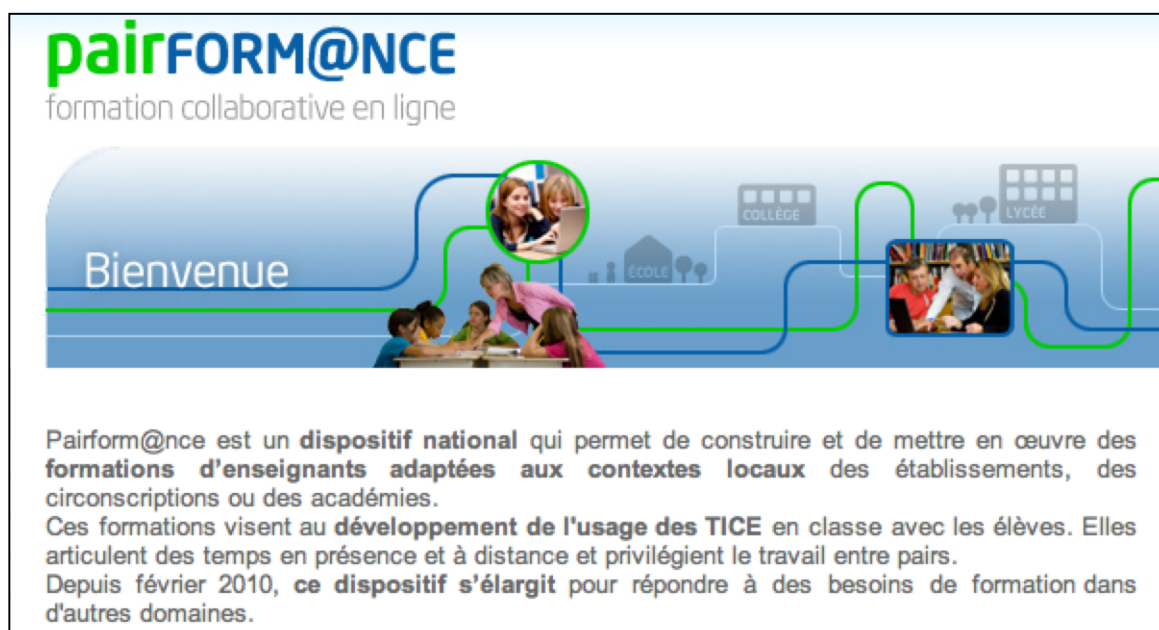 pairFORM@NCE
formation collaborative en ligne
COLLÈGE
LYCÉE
Bienvenue
ÉCOLE
Pairform@nce est un dispositif national qui permet de construire et de mettre en œuvre des
formations d'enseignants adaptées aux contextes locaux des établissements, des
circonscriptions ou des académies.
Ces formations visent au développement de l'usage des TICE en classe avec les élèves. Elles
articulent des temps en présence et à distance et privilégient le travail entre pairs.
Depuis février 2010, ce dispositif s'élargit pour répondre à des besoins de formation dans
d'autres domaines.